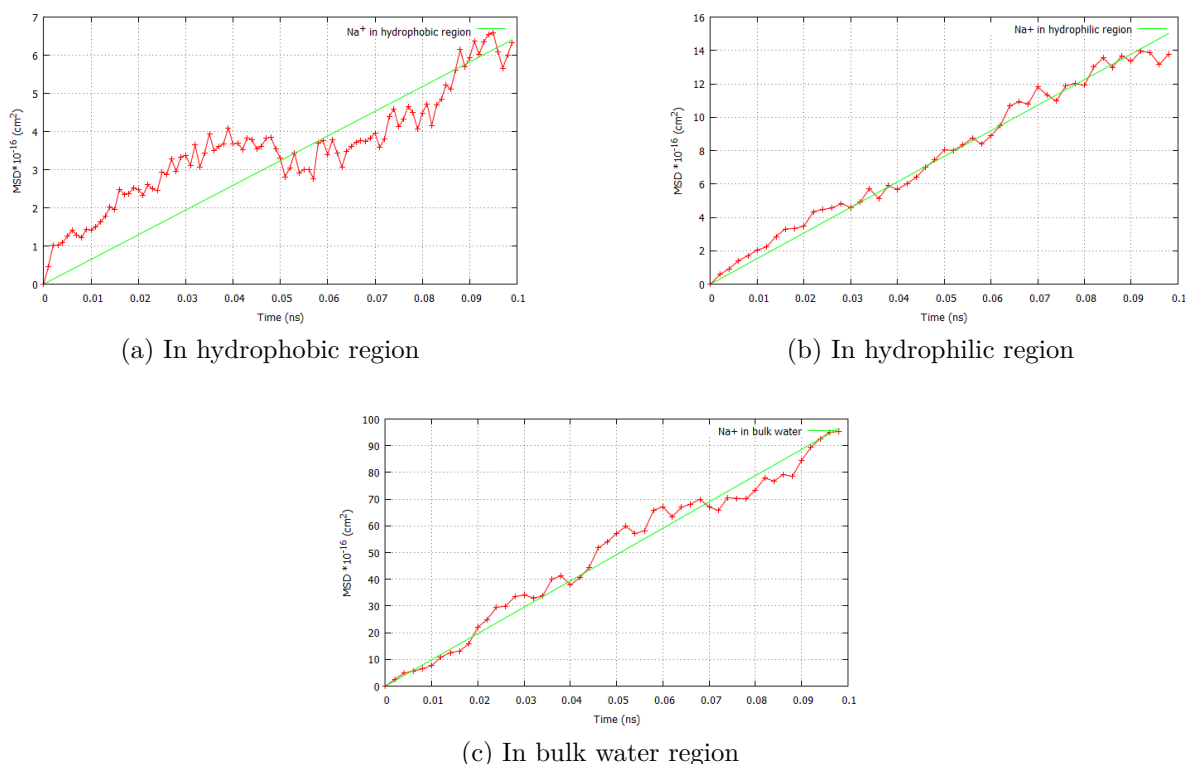 7
6
5
4
3
2
1
0
MSD*10⁻¹⁶ (cm²)
Na⁺ in hydrophobic region
0 0.01 0.02 0.03 0.04 0.05 0.06 0.07 0.08 0.09 0.1
Time (ns)
(a) In hydrophobic region
16
14
12
10
8
6
4
2
0
MSD *10⁻¹⁶ (cm²)
Na+ in hydrophilic region
0 0.01 0.02 0.03 0.04 0.05 0.06 0.07 0.08 0.09 0.1
Time (ns)
(b) In hydrophilic region
100
90
80
70
60
50
40
30
20
10
0
MSD *10⁻¹⁶ (cm²)
Na+ in bulk water
0 0.01 0.02 0.03 0.04 0.05 0.06 0.07 0.08 0.09 0.1
Time (ns)
(c) In bulk water region